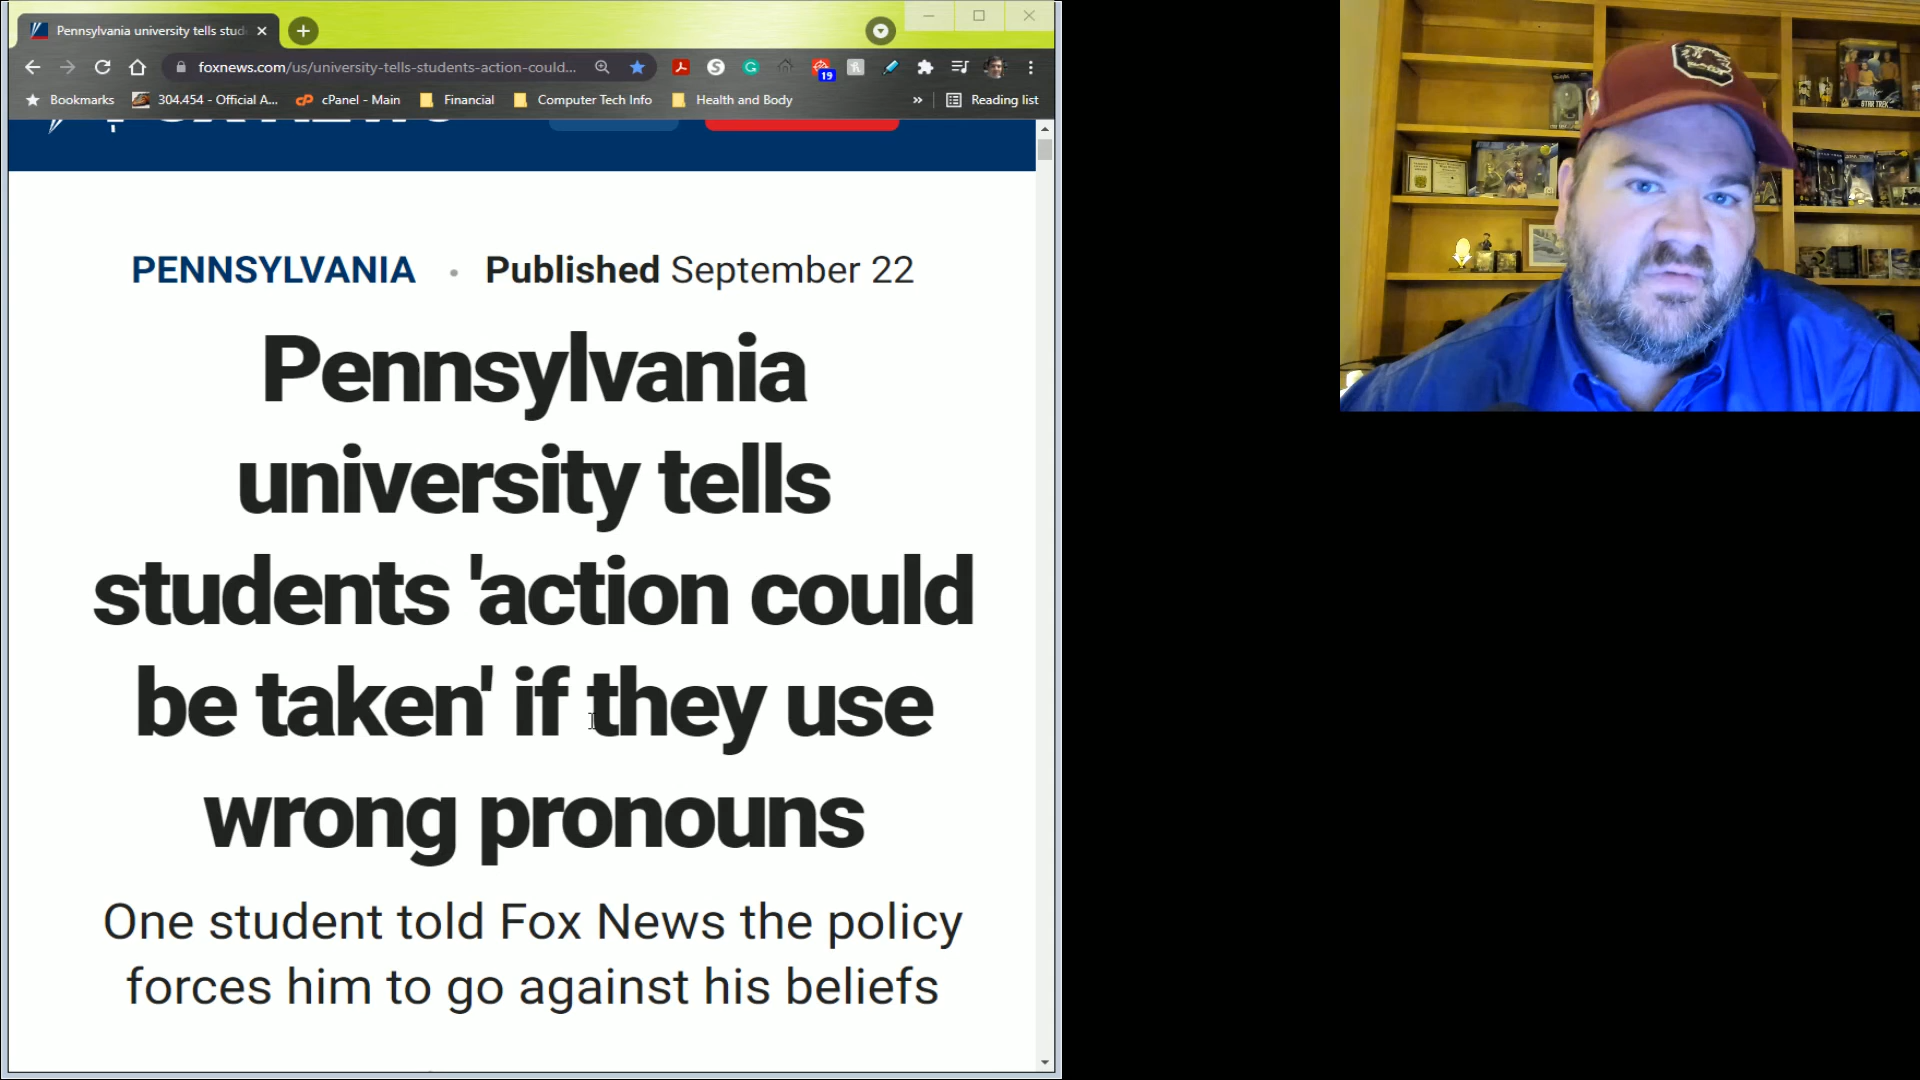 Pennsylvania university tells stud
foxnews.com/us/university-tells-students-action-could...
19
Bookmarks 304.454 - Official A... cPanel - Main Financial Computer Tech Info Health and Body » Reading list
PENNSYLVANIA • Published September 22
Pennsylvania
university tells
students 'action could
be taken' if they use
wrong pronouns
One student told Fox News the policy
forces him to go against his beliefs
STAR TREK